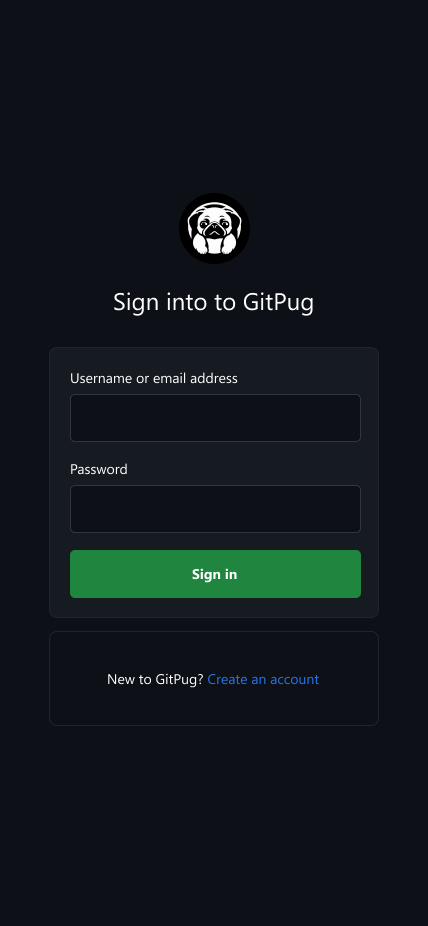 Sign into to GitPug
Username or email address
Password
Sign in
New to GitPug? Create an account